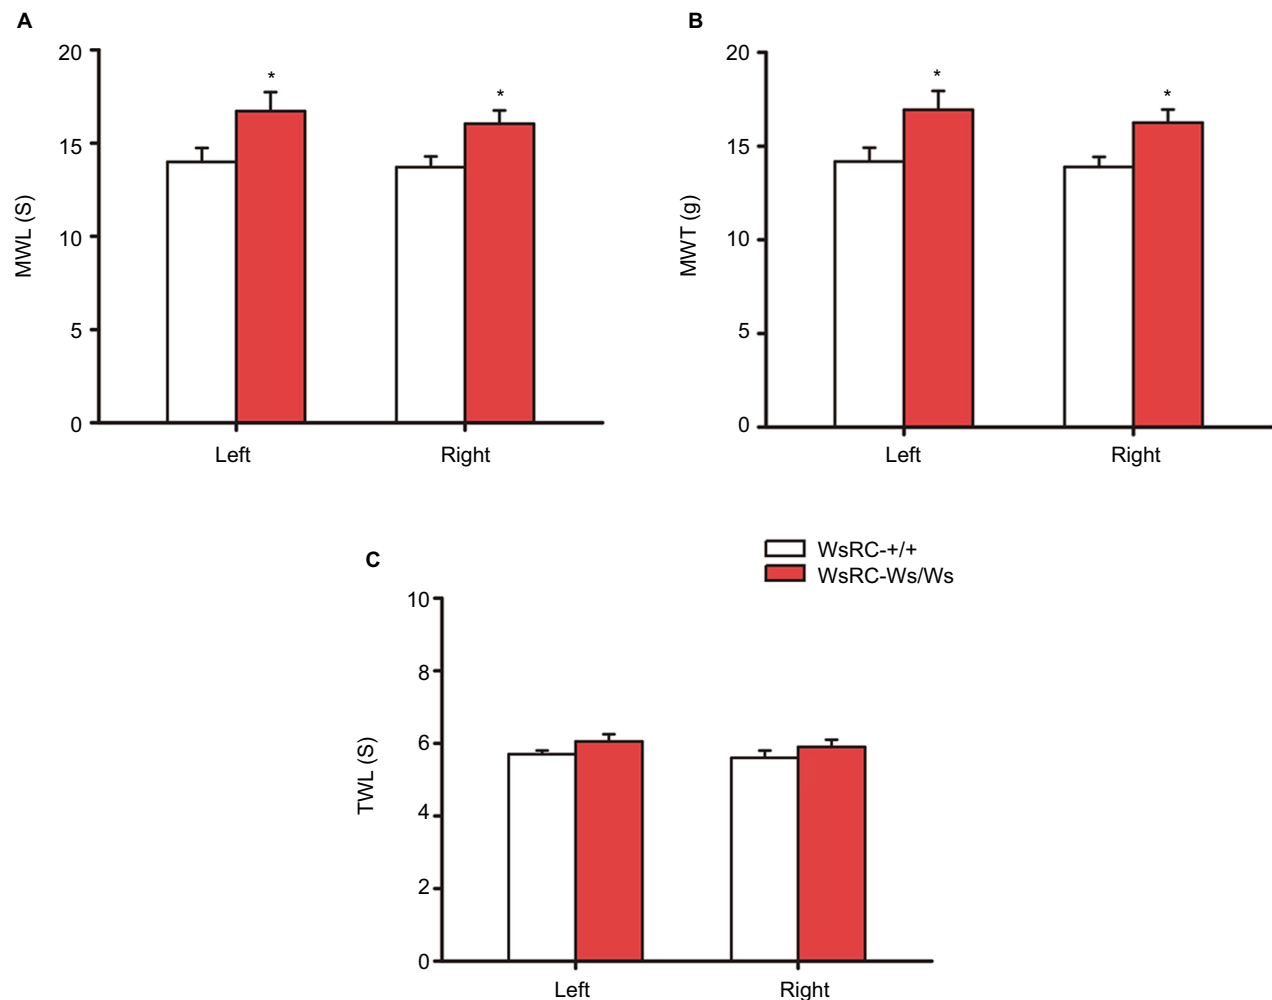 A
20
15
10
5
0
MWL (S)
*
*
Left
Right
B
20
15
10
5
0
MWT (g)
*
*
Left
Right
WsRC-+/+
WsRC-Ws/Ws
C
10
8
6
4
2
0
TWL (S)
Left
Right